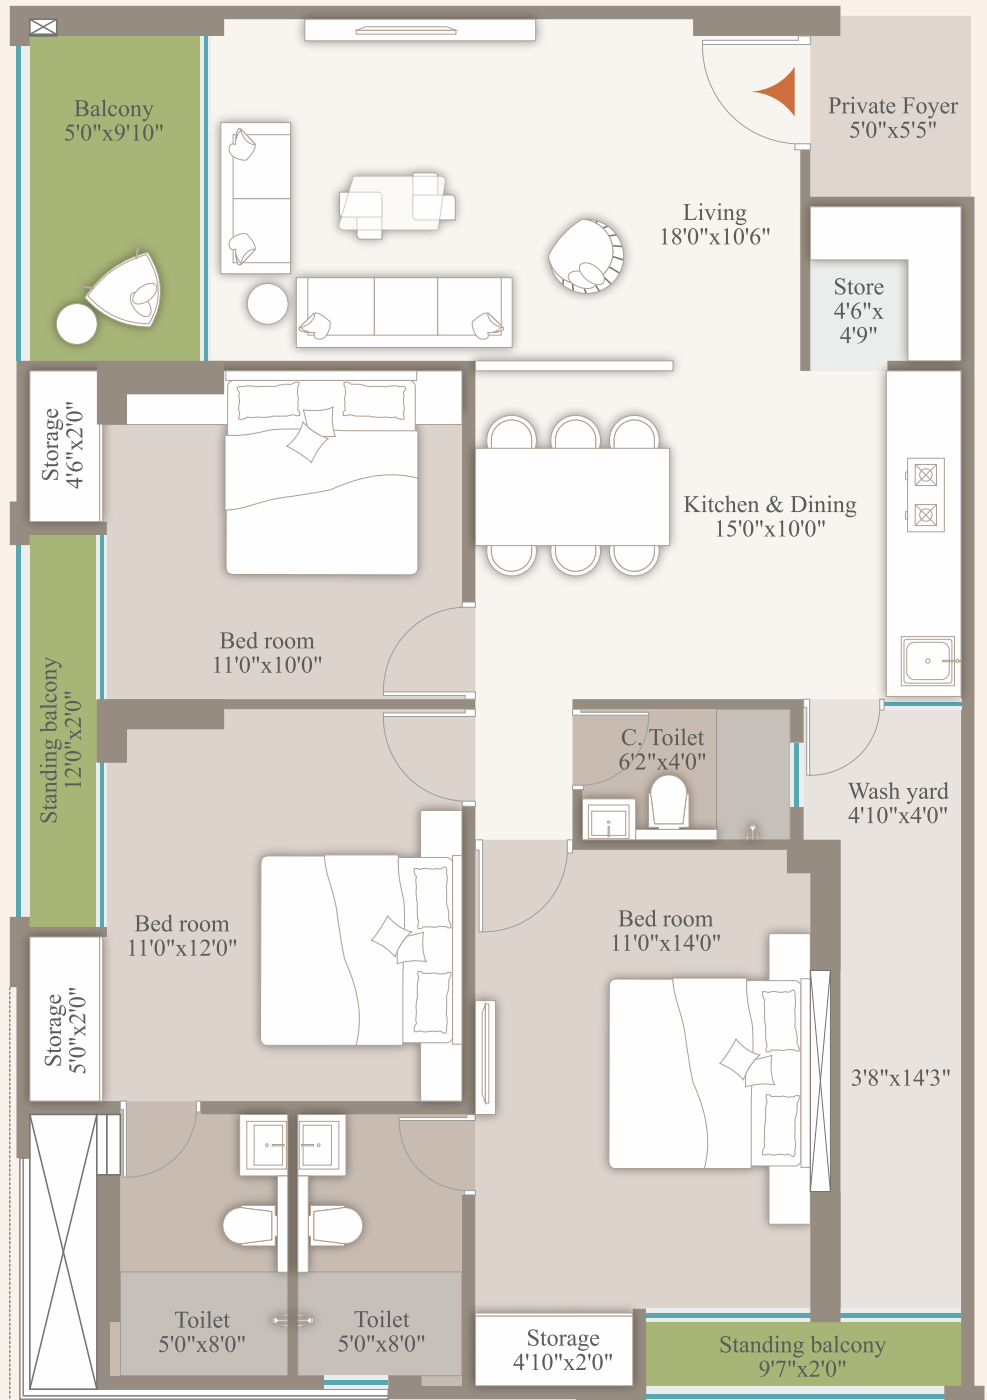 Balcony
5'0"x9'10"
Private Foyer
5'0"x5'5"
Living
18'0"x10'6"
Store
4'6"x
4'9"
Storage
4'6"x2'0"
Kitchen & Dining
15'0"x10'0"
Bed room
11'0"x10'0"
Standing balcony
12'0"x2'0"
C. Toilet
6'2"x4'0"
Wash yard
4'10"x4'0"
Bed room
11'0"x12'0"
Bed room
11'0"x14'0"
Storage
5'0"x2'0"
3'8"x14'3"
Toilet
5'0"x8'0"
Toilet
5'0"x8'0"
Storage
4'10"x2'0"
Standing balcony
9'7"x2'0"